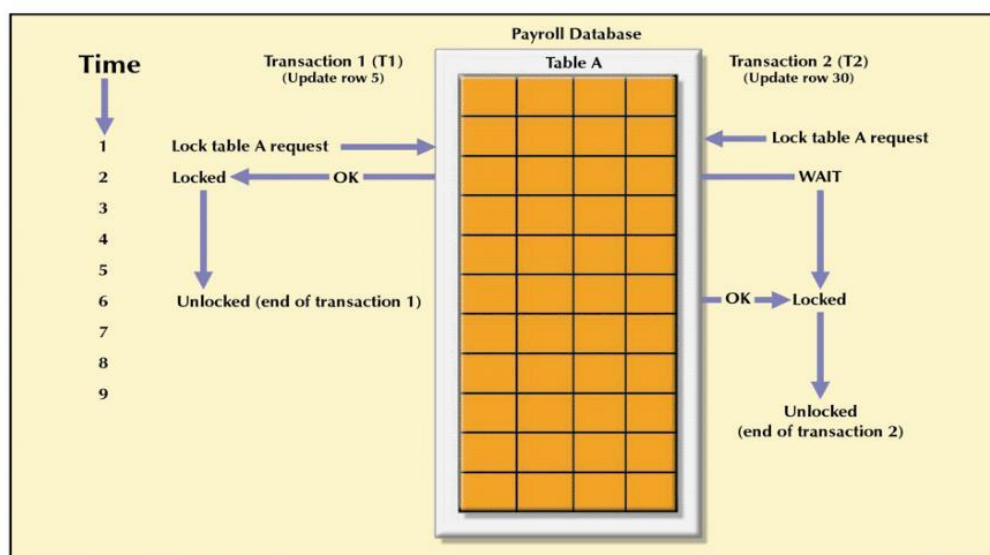 Payroll Database
Time
Transaction 1 (T1)
(Update row 5)
Table A
Transaction 2 (T2)
(Update row 30)
1
Lock table A request
Lock table A request
2
Locked
OK
WAIT
3
4
5
6
Unlocked (end of transaction 1)
OK
Locked
7
8
9
Unlocked
(end of transaction 2)